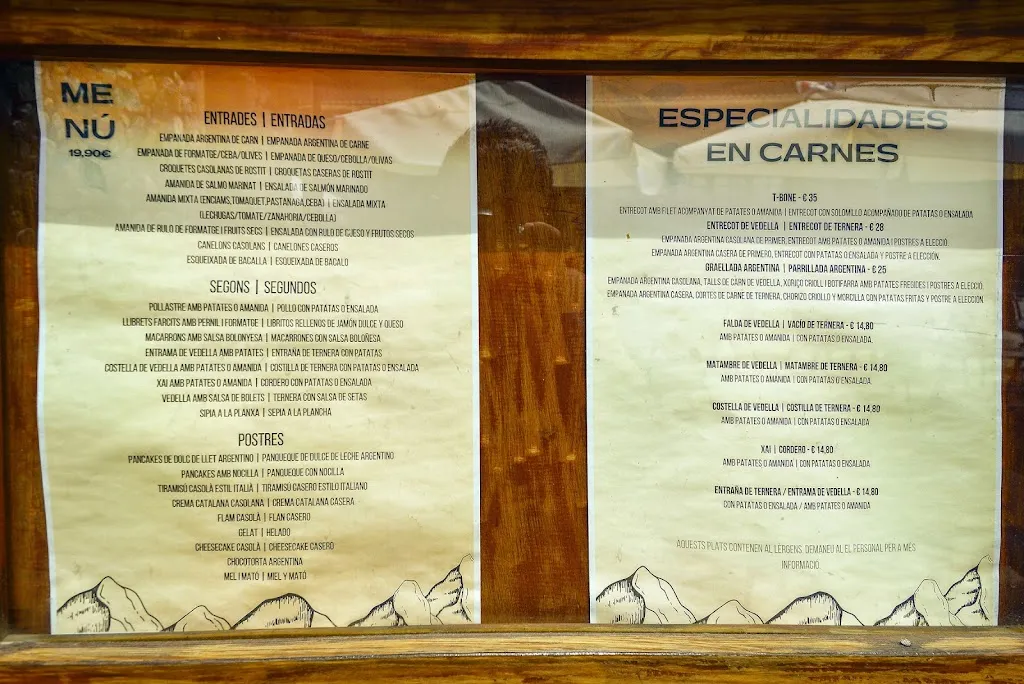 ME
NÚ
19,90€
ENTRADES | ENTRADAS
EMPANADA ARGENTINA DE CARN | EMPANADA ARGENTINA DE CARNE
EMPANADA DE FORMATGE/CEBA/OLIVES | EMPANADA DE QUESO/CEBOLLA/OLIVAS
CROQUETES CASOLANAS DE ROSTIT | CROQUETAS CASERAS DE ROSTIT
AMANIDA DE SALMO MARINAT | ENSALADA DE SALMÓN MARINADO
AMANIDA MIXTA (ENCIAMS,TOMAQUET,PASTANAGA,CEBA) | ENSALADA MIXTA
(LECHUGAS/TOMATE/ZANAHORIA/CEBOLLA)
AMANIDA DE RULO DE FORMATGE I FRUITS SECS | ENSALADA CON RULO DE QUESO Y FRUTOS SECOS
CANELONS CASOLANS | CANELONES CASEROS
ESQUEIXADA DE BACALLA | ESQUEIXADA DE BACALO
SEGONS | SEGUNDOS
POLLASTRE AMB PATATES O AMANIDA | POLLO CON PATATAS O ENSALADA
LLIBRETS FARCITS AMB PERNIL I FORMATGE | LIBRITOS RELLENOS DE JAMÓN DULCE Y QUESO
MACARRONS AMB SALSA BOLONYESA | MACARRONES CON SALSA BOLOÑESA
ENTRAMA DE VEDELLA AMB PATATES | ENTRAÑA DE TERNERA CON PATATAS
COSTELLA DE VEDELLA AMB PATATES O AMANIDA | COSTILLA DE TERNERA CON PATATAS O ENSALADA
XAI AMB PATATES O AMANIDA | CORDERO CON PATATAS O ENSALADA
VEDELLA AMB SALSA DE BOLETS | TERNERA CON SALSA DE SETAS
SIPIA A LA PLANXA | SEPIA A LA PLANCHA
POSTRES
PANCAKES DE DOLÇ DE LLET ARGENTINO | PANQUEQUE DE DULCE DE LECHE ARGENTINO
PANCAKES AMB NOCILLA | PANQUEQUE CON NOCILLA
TIRAMISÚ CASOLÀ ESTIL ITALIÀ | TIRAMISÚ CASERO ESTILO ITALIANO
CREMA CATALANA CASOLANA | CREMA CATALANA CASERA
FLAM CASOLÀ | FLAN CASERO
GELAT | HELADO
CHEESECAKE CASOLÀ | CHEESECAKE CASERO
CHOCOTORTA ARGENTINA
MEL I MATÓ | MIEL Y MATÓ
ESPECIALIDADES
EN CARNES
T-BONE - € 35
ENTRECOT AMB FILET ACOMPANYAT DE PATATES O AMANIDA | ENTRECOT CON SOLOMILLO ACOMPAÑADO DE PATATAS O ENSALADA
ENTRECOT DE VEDELLA | ENTRECOT DE TERNERA - € 28
EMPANADA ARGENTINA CASOLANA DE PRIMER, ENTRECOT AMB PATATES O AMANIDA I POSTRES A ELECCIÓ.
EMPANADA ARGENTINA CASERA DE PRIMERO, ENTRECOT CON PATATAS O ENSALADA Y POSTRE A ELECCIÓN.
GRAELLADA ARGENTINA | PARRILLADA ARGENTINA - € 25
EMPANADA ARGENTINA CASOLANA, TALLS DE CARN DE VEDELLA, XORIÇO CRIOLL I BOTIFARRA AMB PATATES FREGIDES I POSTRES A ELECCIÓ,
EMPANADA ARGENTINA CASERA, CORTES DE CARNE DE TERNERA, CHORIZO CRIOLLO Y MORCILLA CON PATATAS FRITAS Y POSTRE A ELECCIÓN
FALDA DE VEDELLA | VACÍO DE TERNERA - € 14,80
AMB PATATES O AMANIDA | CON PATATAS O ENSALADA.
MATAMBRE DE VEDELLA | MATAMBRE DE TERNERA - € 14,80
AMB PATATES O AMANIDA | CON PATATAS O ENSALADA
COSTELLA DE VEDELLA | COSTILLA DE TERNERA - € 14,80
AMB PATATES O AMANIDA | CON PATATAS O ENSALADA
XAI | CORDERO - € 14,80
AMB PATATES O AMANIDA | CON PATATAS O ENSALADA
ENTRAÑA DE TERNERA / ENTRAMA DE VEDELLA - € 14,80
CON PATATAS O ENSALADA / AMB PATATES O AMANIDA
AQUESTS PLATS CONTENEN AL·LÈRGENS. DEMANEU AL EL PERSONAL PER A MÉS
INFORMACIÓ.